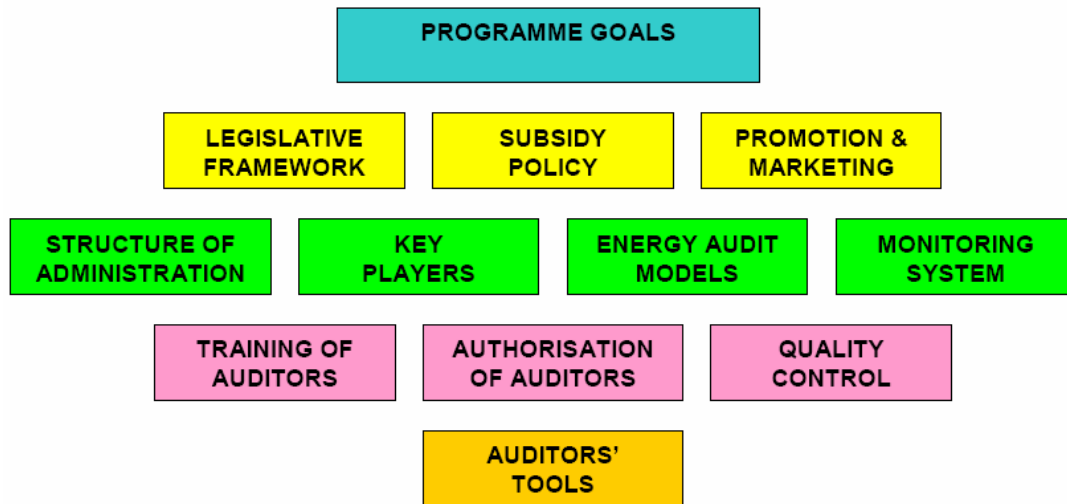 PROGRAMME GOALS
LEGISLATIVE
FRAMEWORK
SUBSIDY
POLICY
PROMOTION &
MARKETING
STRUCTURE OF
ADMINISTRATION
KEY
PLAYERS
ENERGY AUDIT
MODELS
MONITORING
SYSTEM
TRAINING OF
AUDITORS
AUTHORISATION
OF AUDITORS
QUALITY
CONTROL
AUDITORS’
TOOLS